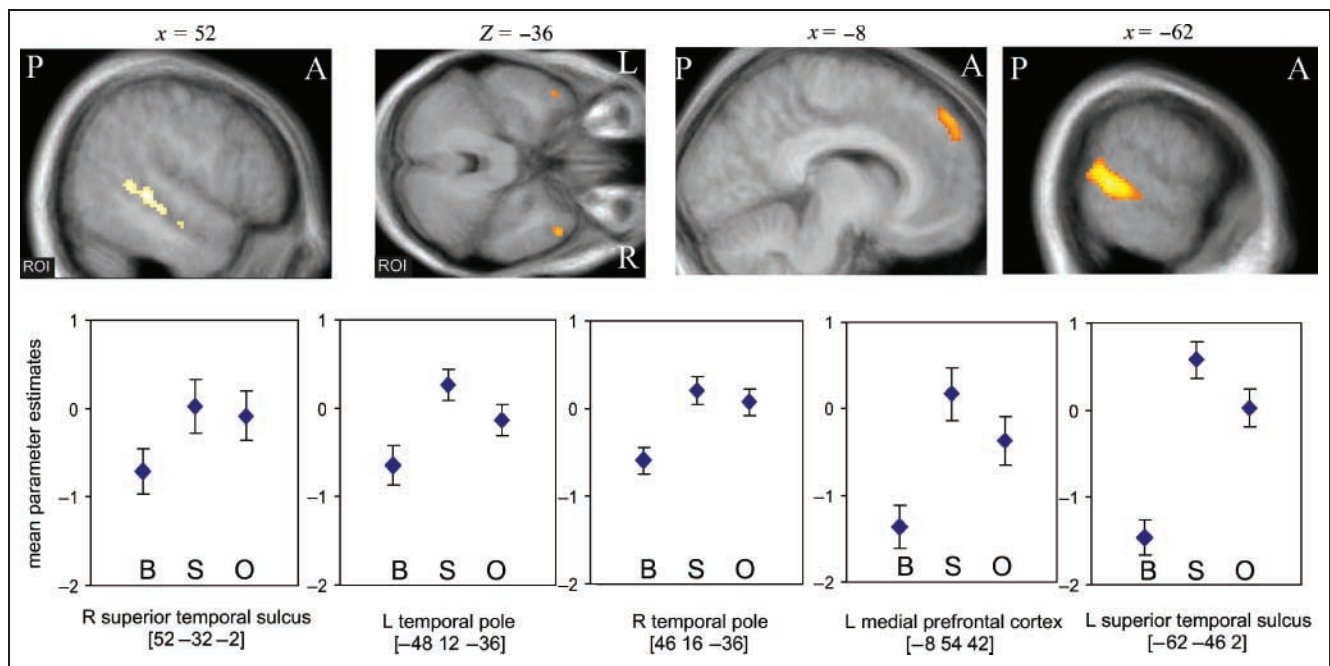 x = 52
Z = −36
x = −8
x = −62
P A
L
P A
P A
ROI
ROI
R
mean parameter estimates
1
0
−1
−2
B S O
1
0
−1
−2
B S O
1
0
−1
−2
B S O
1
0
−1
−2
B S O
1
0
−1
−2
B S O
R superior temporal sulcus
[52 −32 −2]
L temporal pole
[−48 12 −36]
R temporal pole
[46 16 −36]
L medial prefrontal cortex
[−8 54 42]
L superior temporal sulcus
[−62 −46 2]